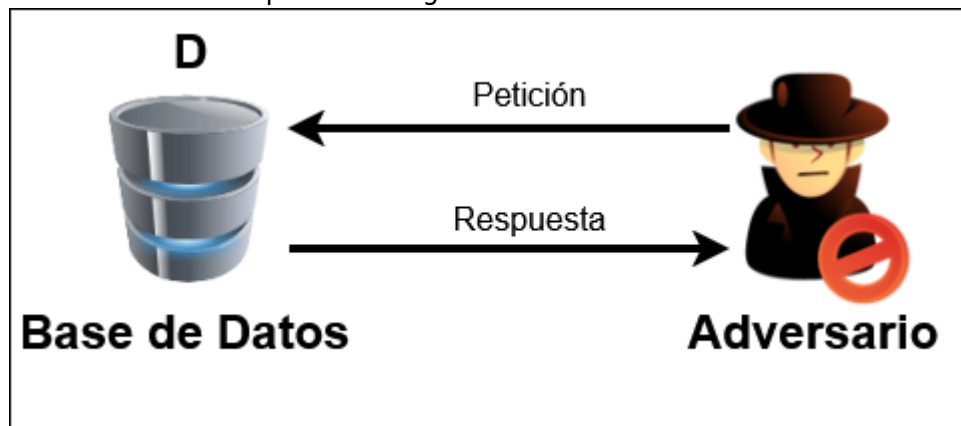 D
Petición
Respuesta
Base de Datos
Adversario